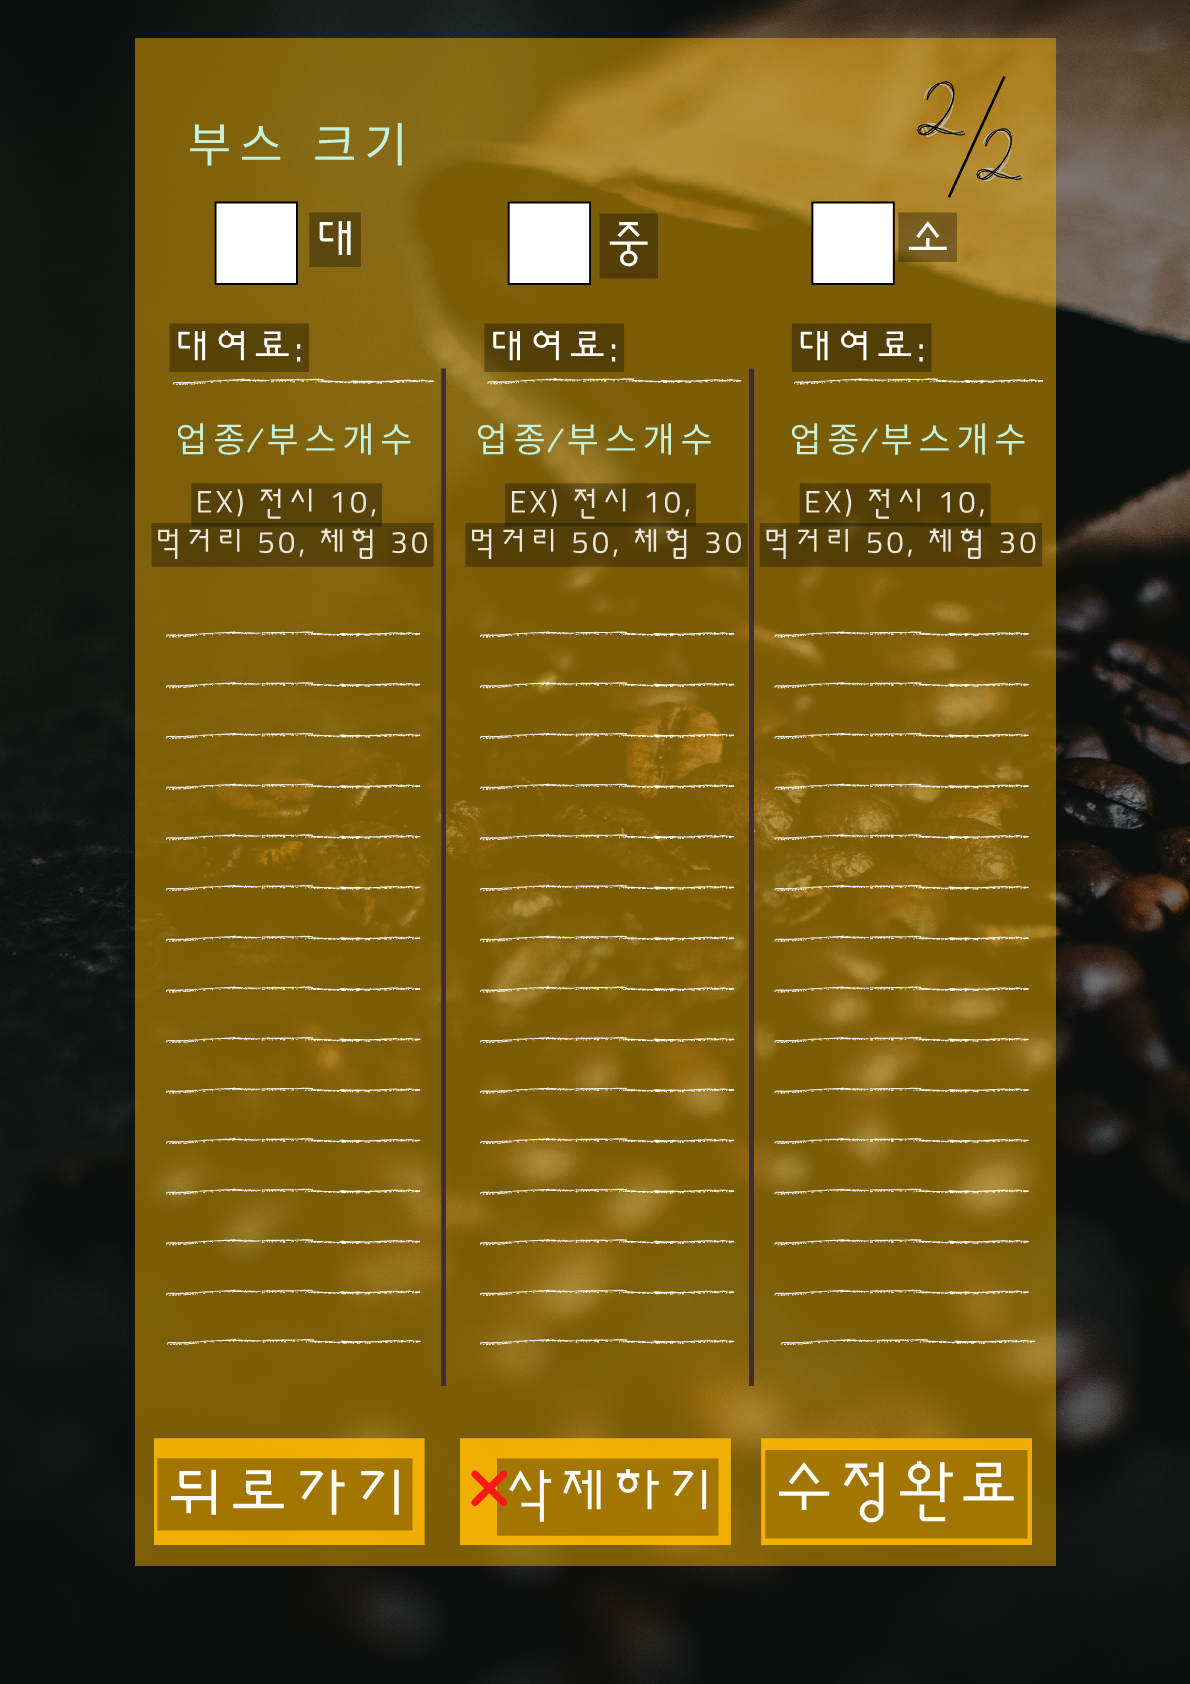 2/2
부스 크기
대
중
소
대여료:
대여료:
대여료:
업종/부스개수
업종/부스개수
업종/부스개수
EX) 전시 10,
먹거리 50, 체험 30
EX) 전시 10,
먹거리 50, 체험 30
EX) 전시 10,
먹거리 50, 체험 30
뒤로가기
❌삭제하기
수정완료